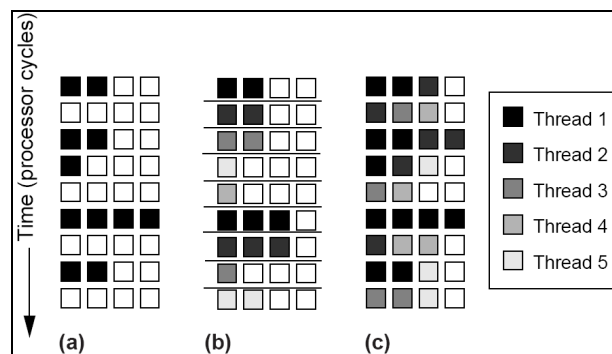 Time (processor cycles)
Thread 1
Thread 2
Thread 3
Thread 4
Thread 5
(a)
(b)
(c)